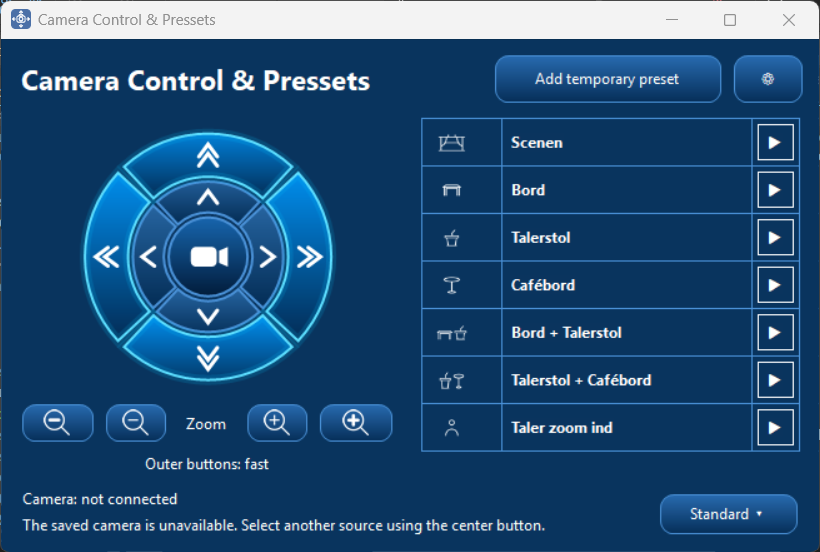 Camera Control & Pressets
Camera Control & Pressets
Add temporary preset
Scenen
Bord
Talerstol
Cafébord
Bord + Talerstol
Talerstol + Cafébord
Taler zoom ind
Zoom
Outer buttons: fast
Camera: not connected
The saved camera is unavailable. Select another source using the center button.
Standard